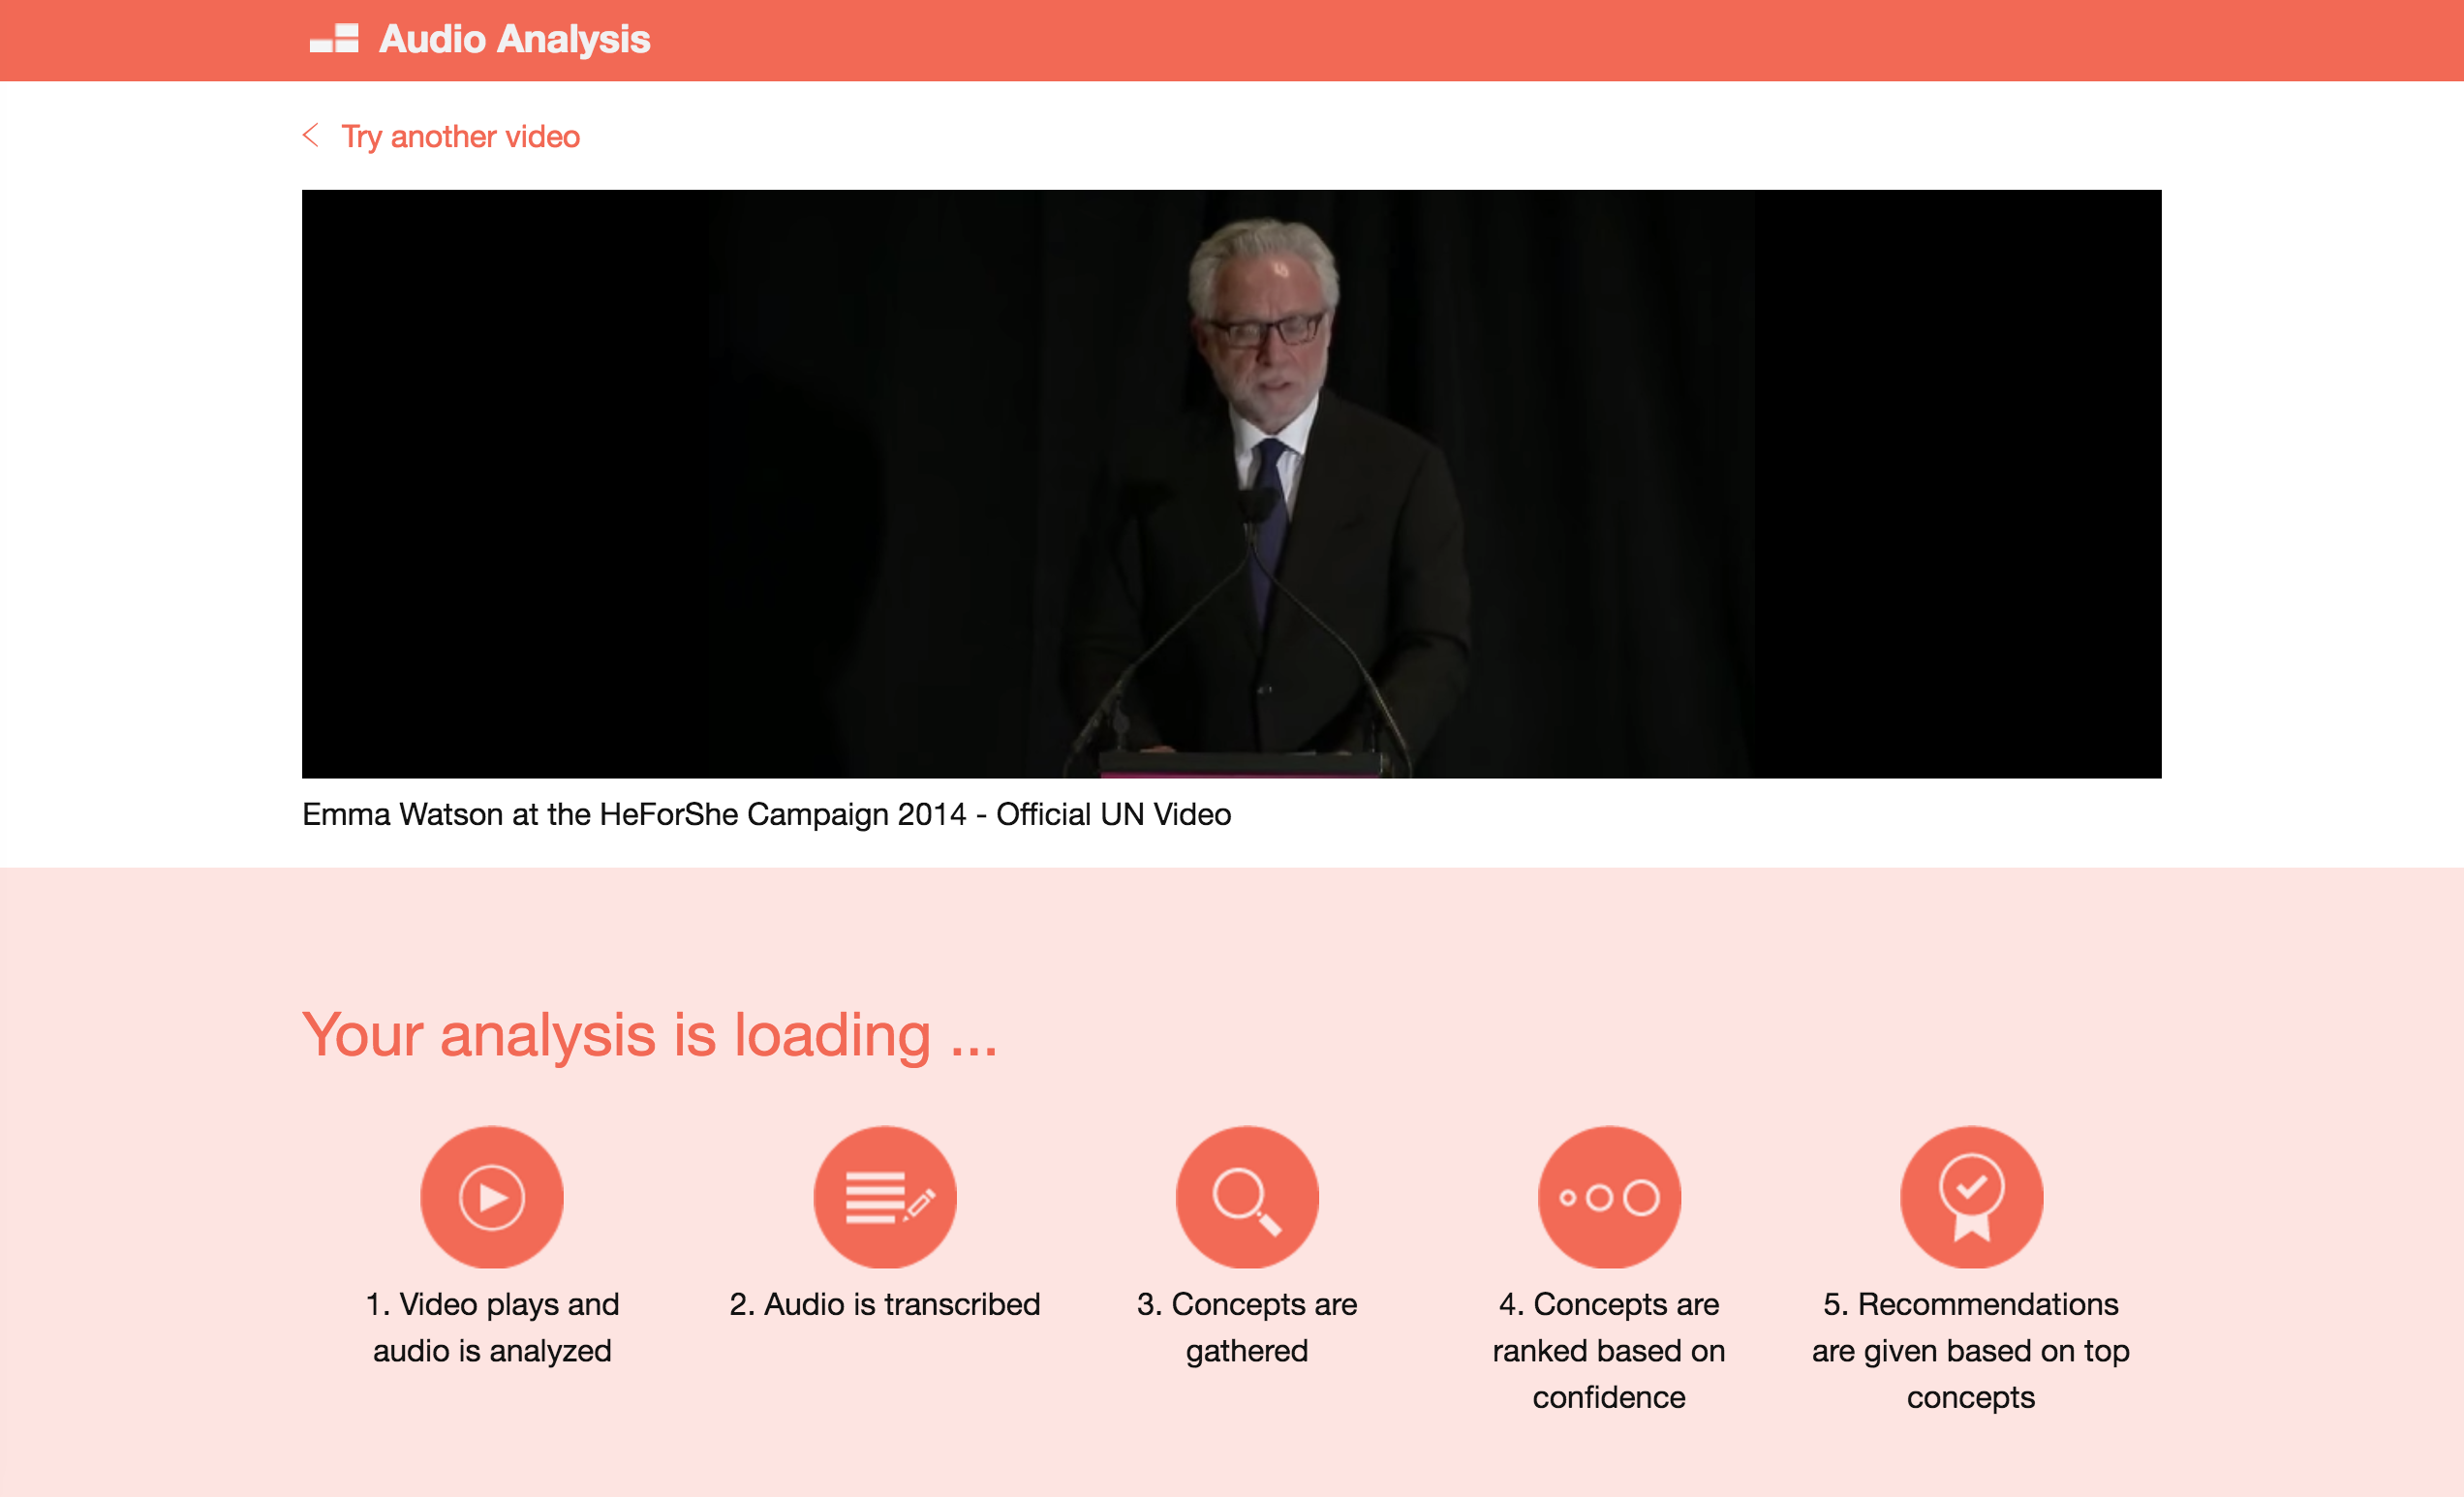 Audio Analysis
Try another video
Emma Watson at the HeForShe Campaign 2014 - Official UN Video
Your analysis is loading ...
1. Video plays and
audio is analyzed
2. Audio is transcribed
3. Concepts are
gathered
4. Concepts are
ranked based on
confidence
5. Recommendations
are given based on top
concepts